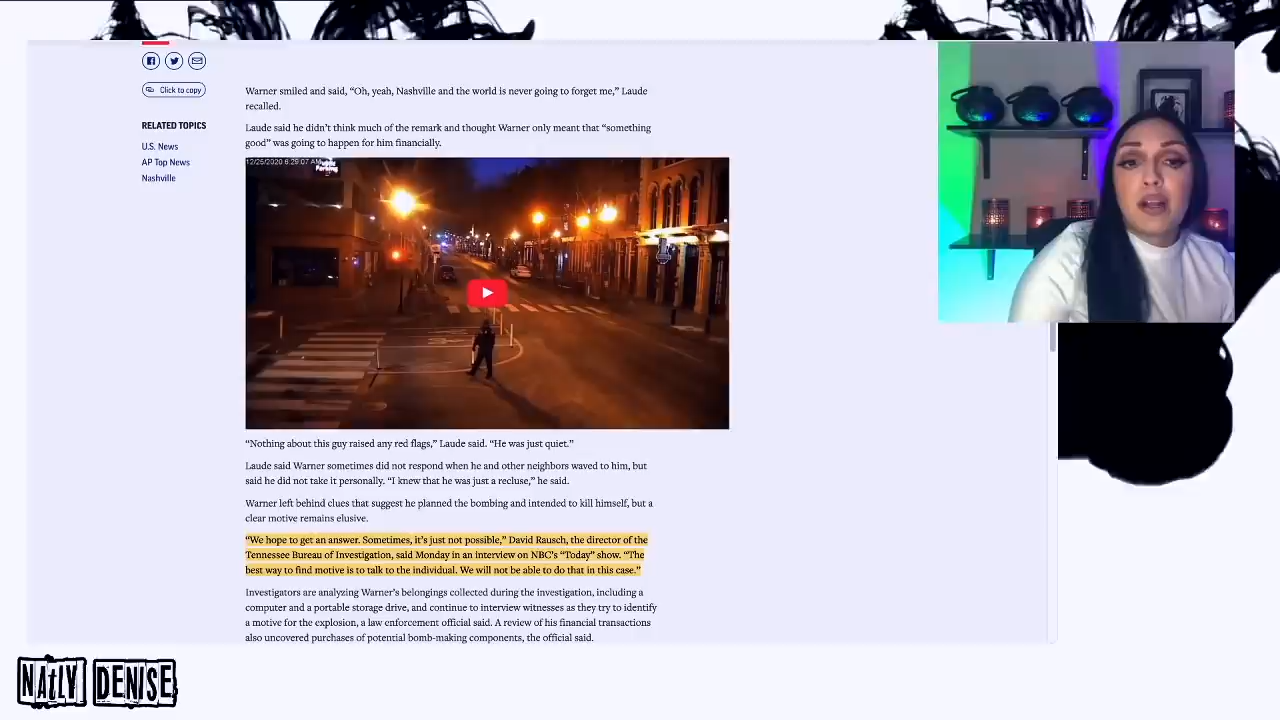 Click to copy
RELATED TOPICS
U.S. News
AP Top News
Nashville
Warner smiled and said, “Oh, yeah, Nashville and the world is never going to forget me,” Laude
recalled.
Laude said he didn’t think much of the remark and thought Warner only meant that “something
good” was going to happen for him financially.
12/25/2020 6:29:07 AM
Parking
“Nothing about this guy raised any red flags,” Laude said. “He was just quiet.”
Laude said Warner sometimes did not respond when he and other neighbors waved to him, but
said he did not take it personally. “I knew that he was just a recluse,” he said.
Warner left behind clues that suggest he planned the bombing and intended to kill himself, but a
clear motive remains elusive.
“We hope to get an answer. Sometimes, it’s just not possible,” David Rausch, the director of the
Tennessee Bureau of Investigation, said Monday in an interview on NBC’s “Today” show. “The
best way to find motive is to talk to the individual. We will not be able to do that in this case.”
Investigators are analyzing Warner’s belongings collected during the investigation, including a
computer and a portable storage drive, and continue to interview witnesses as they try to identify
a motive for the explosion, a law enforcement official said. A review of his financial transactions
also uncovered purchases of potential bomb-making components, the official said.
NATLY DENISE